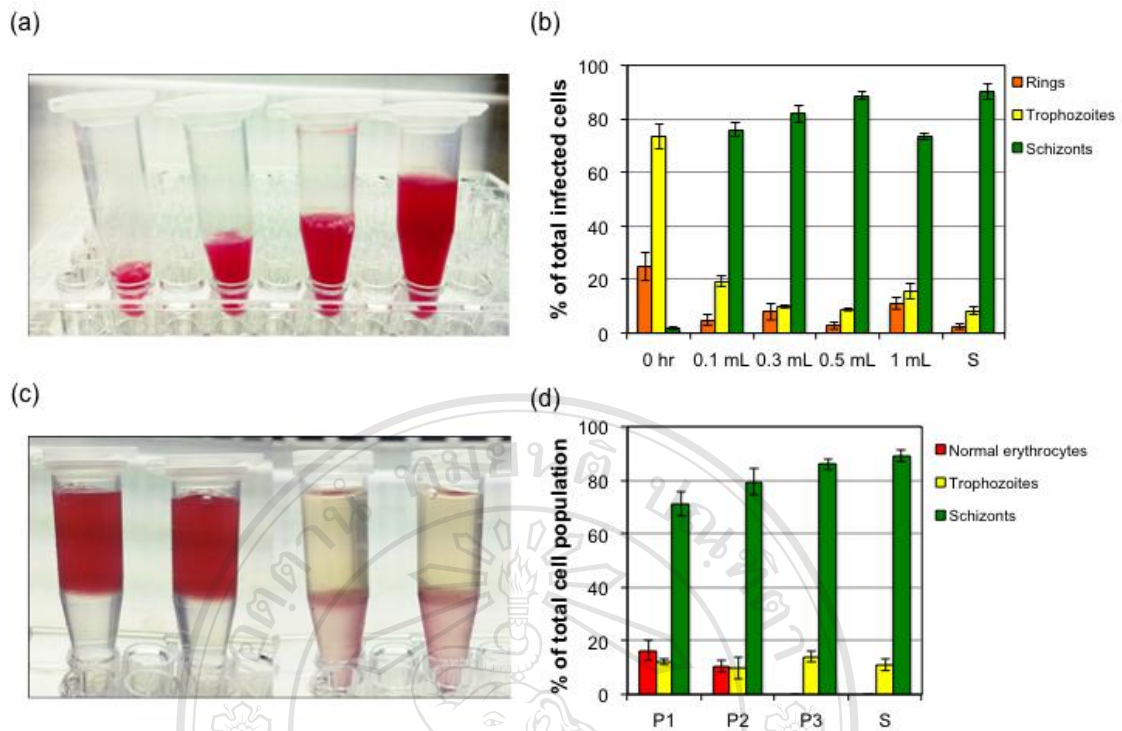 (a)
(b)
% of total infected cells
100
80
60
40
20
0
0 hr 0.1 mL 0.3 mL 0.5 mL 1 mL S
Rings
Trophozoites
Schizonts
(c)
(d)
% of total cell population
100
80
60
40
20
0
P1 P2 P3 S
Normal erythrocytes
Trophozoites
Schizonts